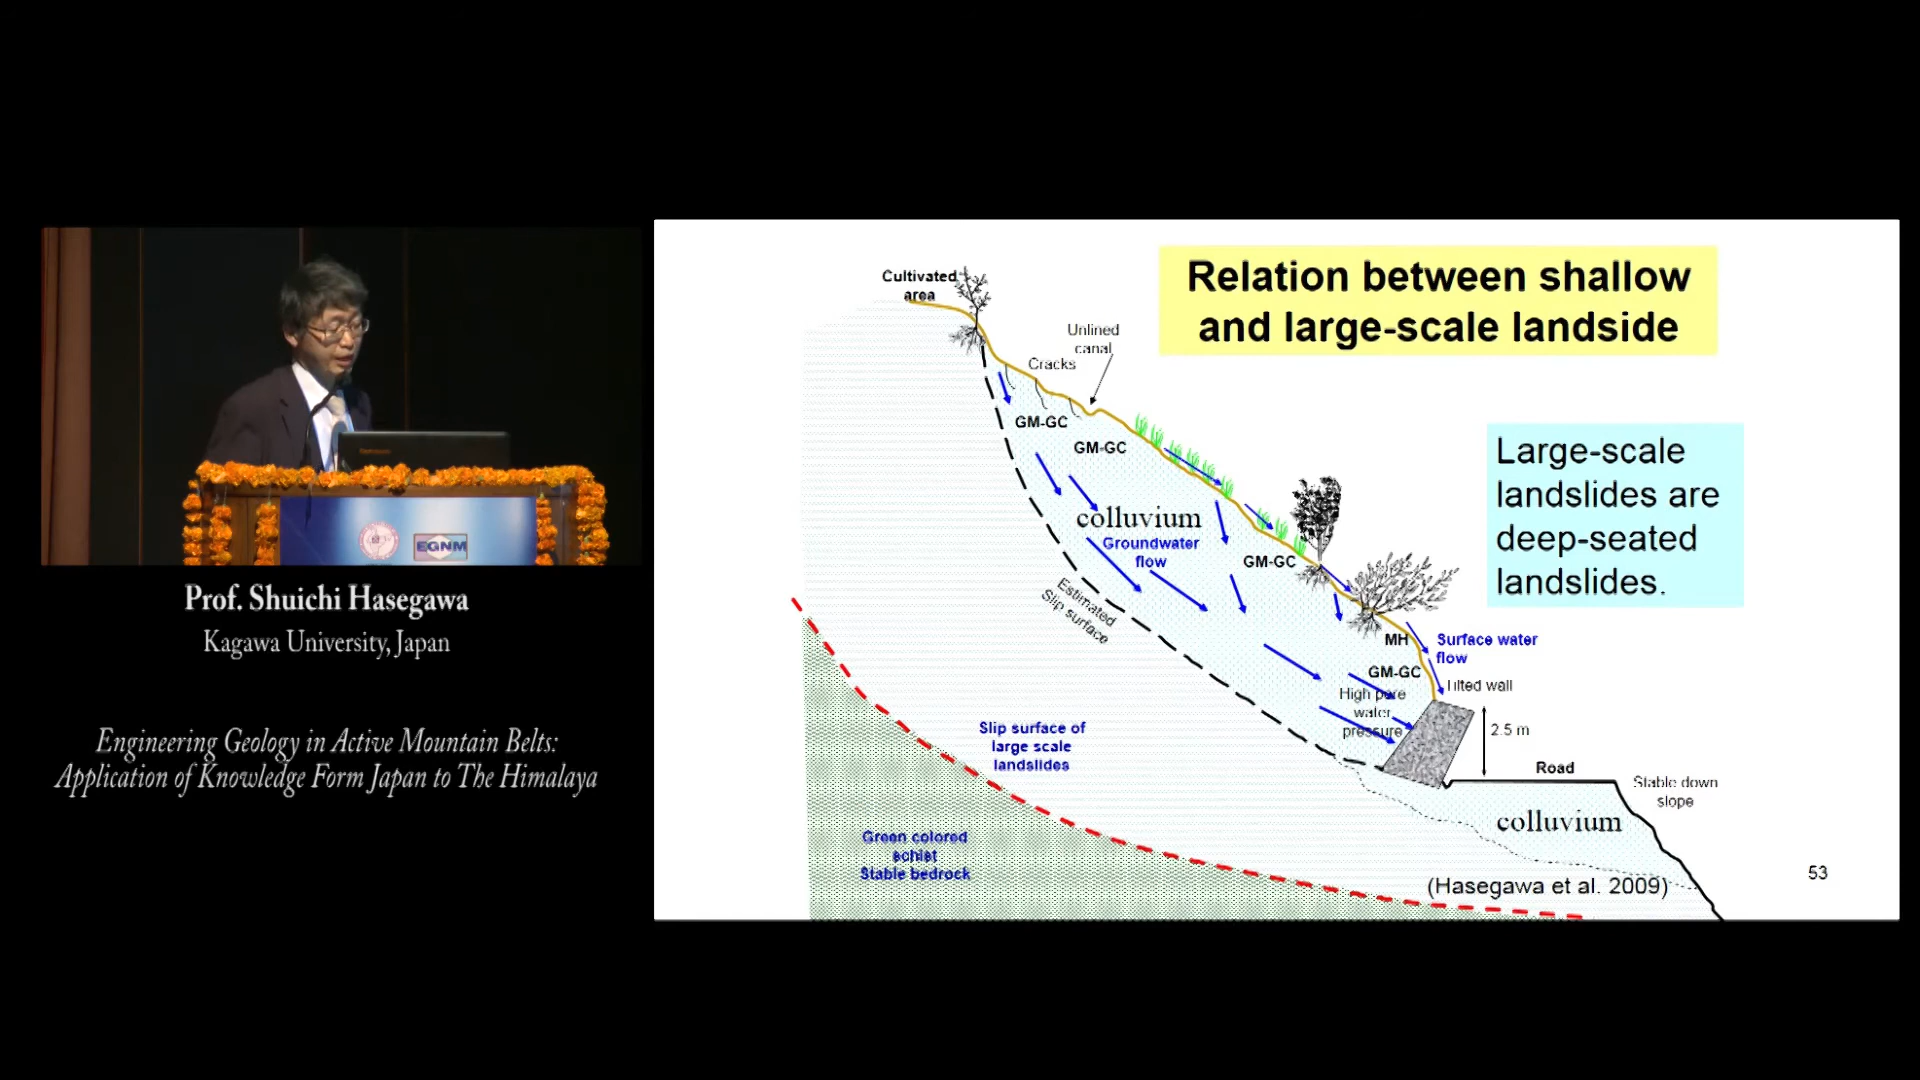 EGNM
Prof. Shuichi Hasegawa
Kagawa University, Japan
Engineering Geology in Active Mountain Belts:
Application of Knowledge Form Japan to The Himalaya
Relation between shallow
and large-scale landside
Cultivated
area
Unlined
canal
Cracks
GM-GC
GM-GC
colluvium
Groundwater
flow
GM-GC
Estimated
Slip surface
Large-scale
landslides are
deep-seated
landslides.
MH
Surface water
flow
GM-GC
Tilted wall
High pore
water
pressure
2.5 m
Slip surface of
large scale
landslides
Road
Stable down
slope
colluvium
Green colored
schist
Stable bedrock
(Hasegawa et al. 2009)
53